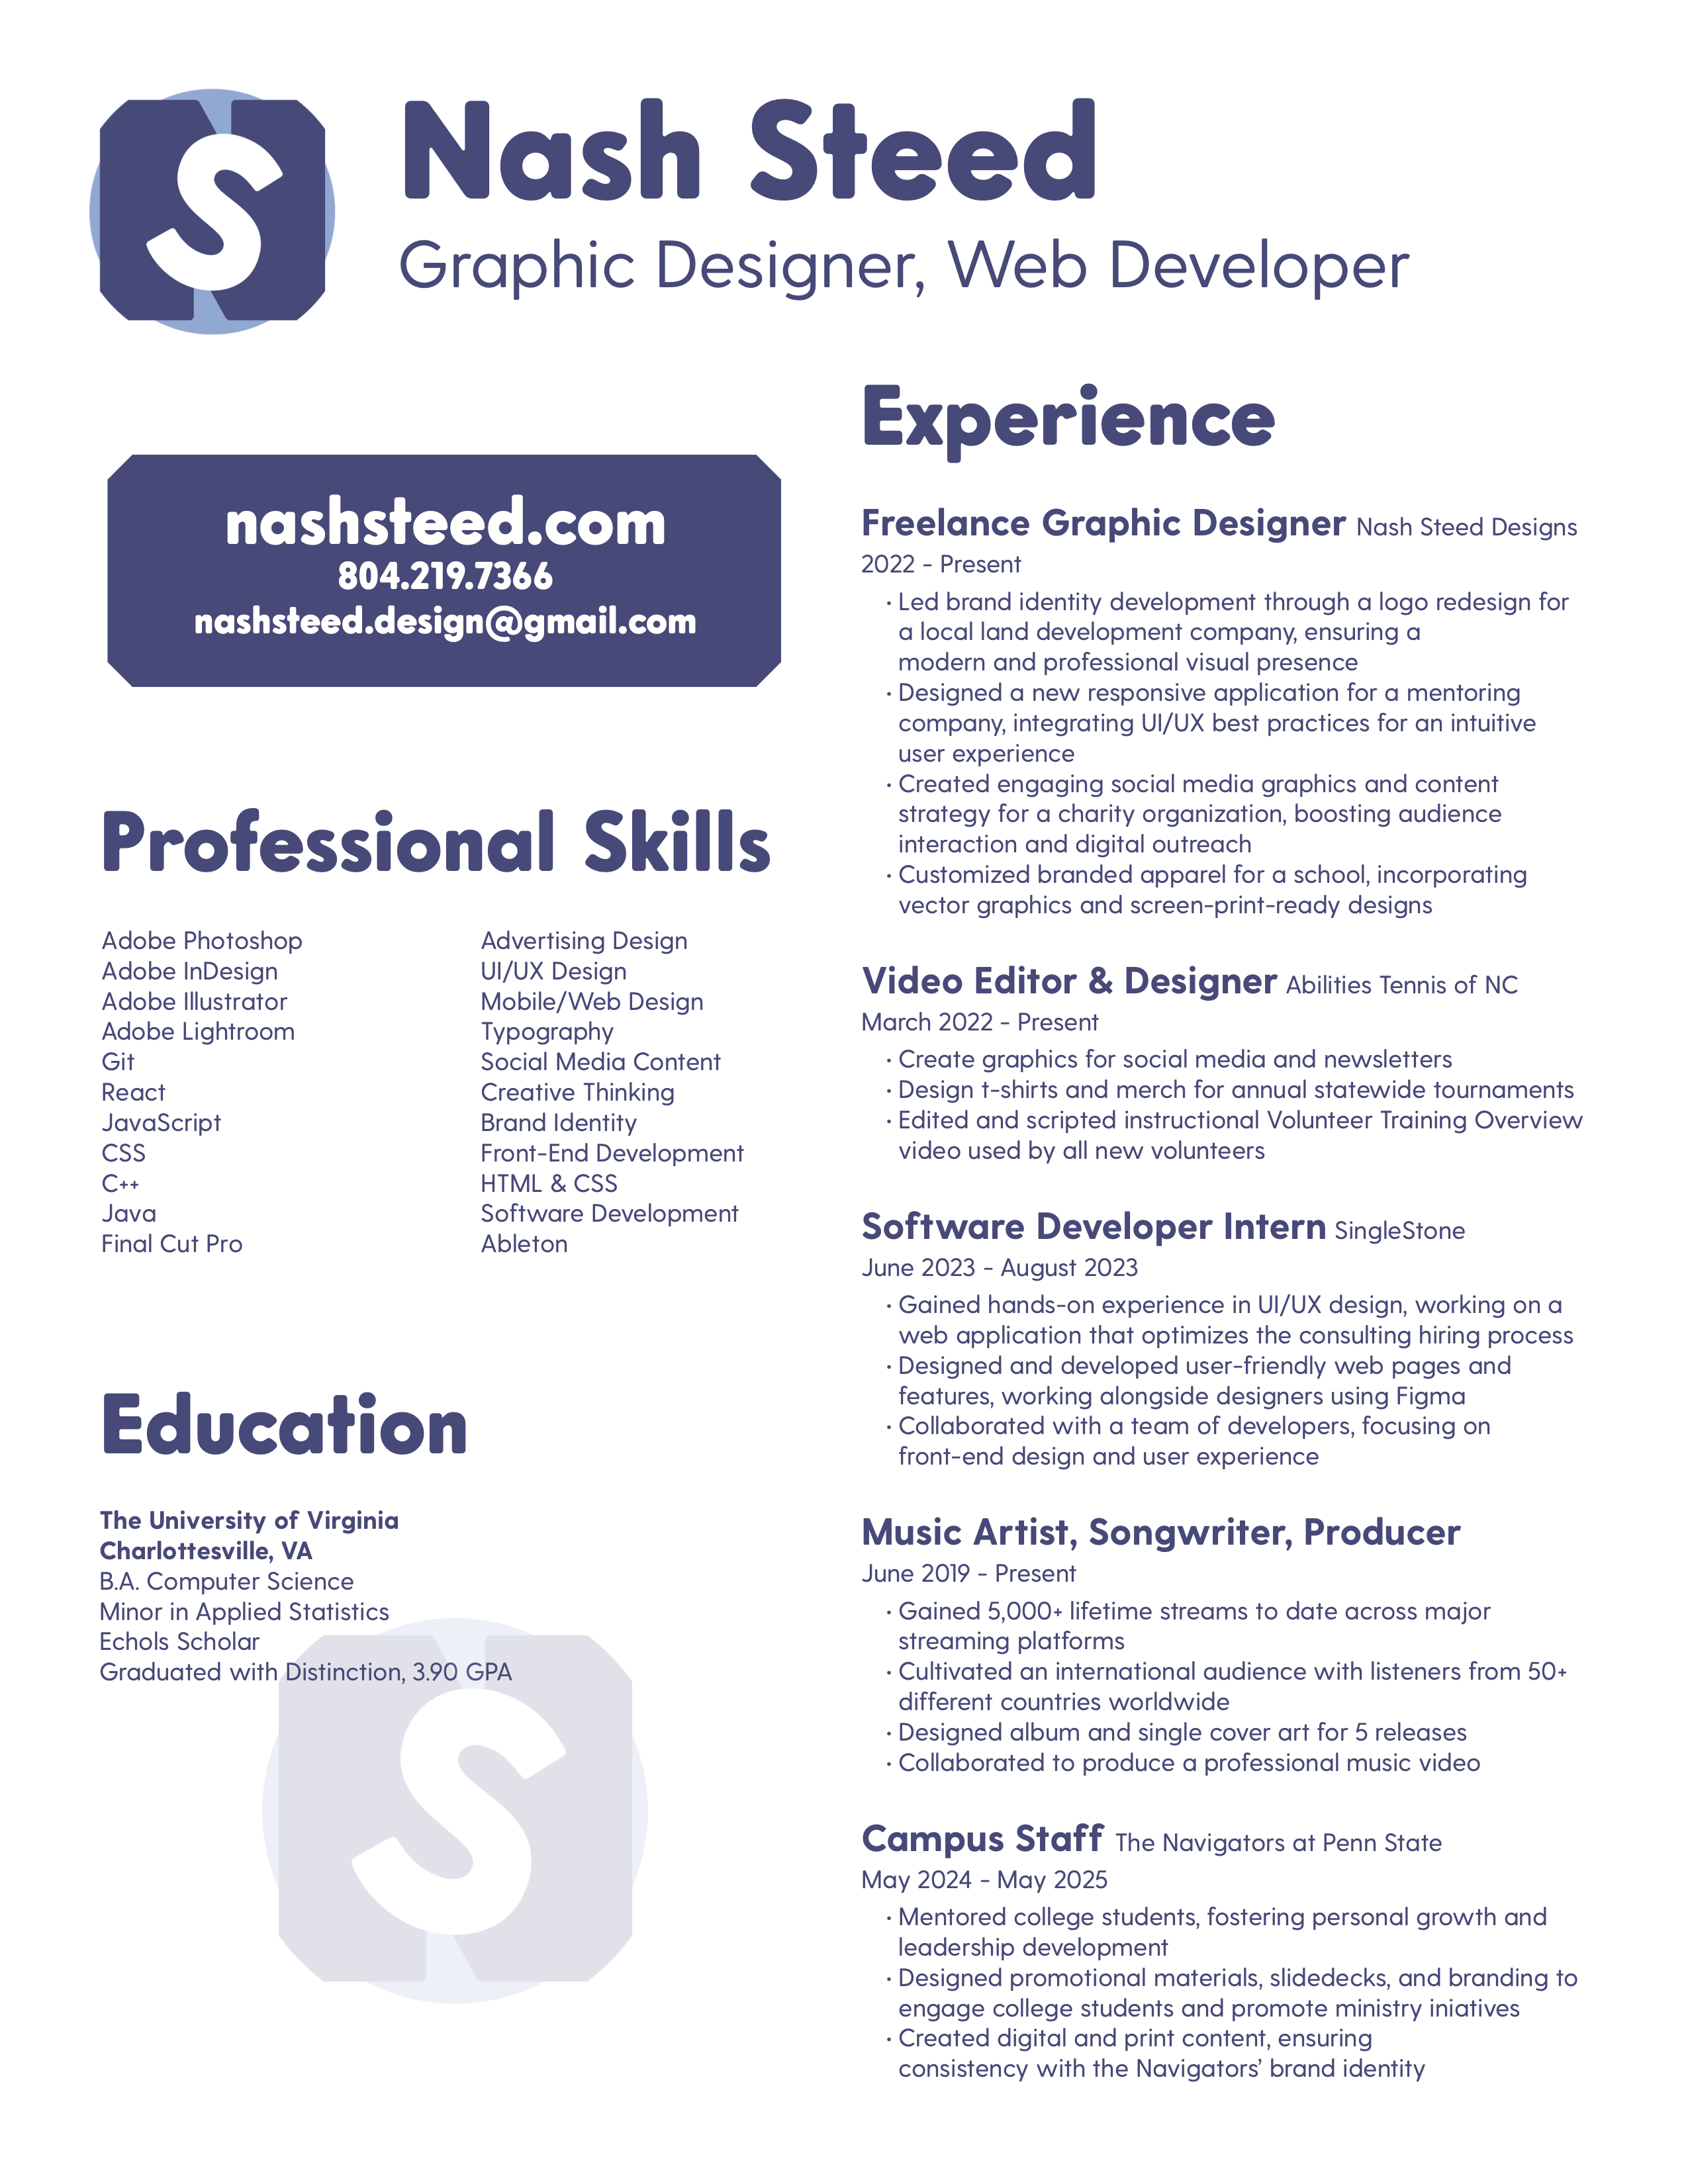 S
Nash Steed
Graphic Designer, Web Developer
nashsteed.com
804.219.7366
nashsteed.design@gmail.com
Professional Skills
Adobe Photoshop
Adobe InDesign
Adobe Illustrator
Adobe Lightroom
Git
React
JavaScript
CSS
C++
Java
Final Cut Pro
Advertising Design
UI/UX Design
Mobile/Web Design
Typography
Social Media Content
Creative Thinking
Brand Identity
Front-End Development
HTML & CSS
Software Development
Ableton
Education
The University of Virginia
Charlottesville, VA
B.A. Computer Science
Minor in Applied Statistics
Echols Scholar
Graduated with Distinction, 3.90 GPA
S
Experience
Freelance Graphic Designer Nash Steed Designs
2022 - Present
· Led brand identity development through a logo redesign for
a local land development company, ensuring a
modern and professional visual presence
· Designed a new responsive application for a mentoring
company, integrating UI/UX best practices for an intuitive
user experience
· Created engaging social media graphics and content
strategy for a charity organization, boosting audience
interaction and digital outreach
· Customized branded apparel for a school, incorporating
vector graphics and screen-print-ready designs
Video Editor & Designer Abilities Tennis of NC
March 2022 - Present
· Create graphics for social media and newsletters
· Design t-shirts and merch for annual statewide tournaments
· Edited and scripted instructional Volunteer Training Overview
video used by all new volunteers
Software Developer Intern SingleStone
June 2023 - August 2023
· Gained hands-on experience in UI/UX design, working on a
web application that optimizes the consulting hiring process
· Designed and developed user-friendly web pages and
features, working alongside designers using Figma
· Collaborated with a team of developers, focusing on
front-end design and user experience
Music Artist, Songwriter, Producer
June 2019 - Present
· Gained 5,000+ lifetime streams to date across major
streaming platforms
· Cultivated an international audience with listeners from 50+
different countries worldwide
· Designed album and single cover art for 5 releases
· Collaborated to produce a professional music video
Campus Staff The Navigators at Penn State
May 2024 - May 2025
· Mentored college students, fostering personal growth and
leadership development
· Designed promotional materials, slidedecks, and branding to
engage college students and promote ministry iniatives
· Created digital and print content, ensuring
consistency with the Navigators' brand identity